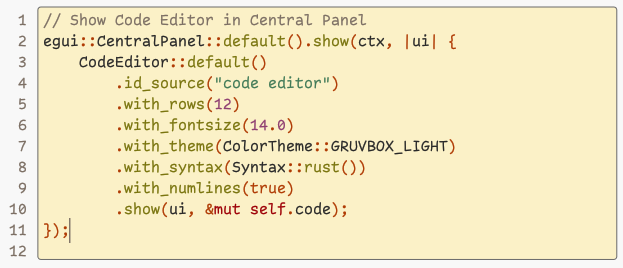 1 // Show Code Editor in Central Panel
2 egui::CentralPanel::default().show(ctx, |ui| {
3     CodeEditor::default()
4         .id_source("code editor")
5         .with_rows(12)
6         .with_fontsize(14.0)
7         .with_theme(ColorTheme::GRUVBOX_LIGHT)
8         .with_syntax(Syntax::rust())
9         .with_numlines(true)
10         .show(ui, &mut self.code);
11 });
12